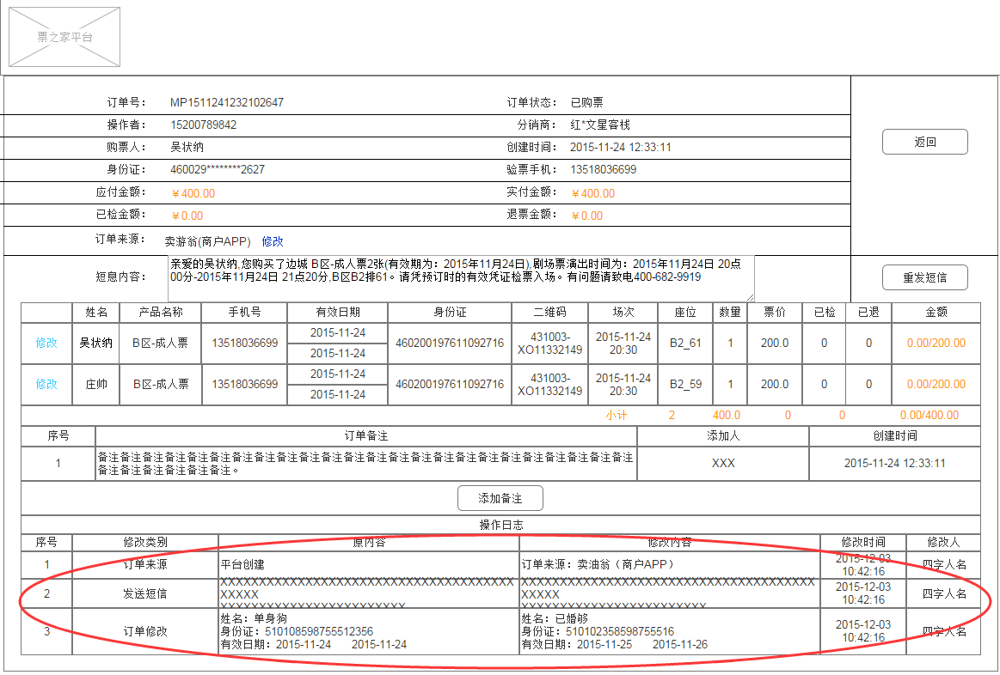 票之家平台
订单号： MP1511241232102647 订单状态： 已购票
操作者： 15200789842 分销商： 红*文星客栈
购票人： 吴状纳 创建时间： 2015-11-24 12:33:11
返回
身份证： 460029********2627 验票手机： 13518036699
应付金额： ￥400.00 实付金额： ￥400.00
已检金额： ￥0.00 退票金额： ￥0.00
订单来源： 卖游翁(商户APP) 修改
短息内容： 亲爱的吴状纳,您购买了边城 B区-成人票2张(有效期为：2015年11月24日),剧场票演出时间为：2015年11月24日 20点
00分-2015年11月24日 21点20分,B区B2排61。请凭预订时的有效凭证检票入场。有问题请致电400-682-9919
重发短信
姓名 产品名称 手机号 有效日期 身份证 二维码 场次 座位 数量 票价 已检 已退 金额
修改 吴状纳 B区-成人票 13518036699 2015-11-24 2015-11-24 460200197611092716 431003-XO11332149 2015-11-24 20:30 B2_61 1 200.0 0 0 0.00/200.00
修改 庄帅 B区-成人票 13518036699 2015-11-24 2015-11-24 460200197611092716 431003-XO11332149 2015-11-24 20:30 B2_59 1 200.0 0 0 0.00/200.00
小计 2 400.0 0 0 0.00/400.00
序号 订单备注 添加人 创建时间
1 备注备注备注备注备注备注备注备注备注备注备注备注备注备注备注备注备注备注备注备注备注备注备注备注
备注备注备注备注备注备注。 XXX 2015-11-24 12:33:11
添加备注
操作日志
序号 修改类别 原内容 修改内容 修改时间 修改人
1 订单来源 平台创建 订单来源：卖油翁（商户APP） 2015-12-03 10:42:16 四字人名
2 发送短信 XXXXXXXXXXXXXXXXXXXXXXXXXXXXXXXXXXXXXX
XXXXX
XXXXXXXXXXXXXXXXXXXXXXXX XXXXXXXXXXXXXXXXXXXXXXXXXXXXXXXXXXXXXX
XXXXX
XXXXXXXXXXXXXXXXXXXXXXXX 2015-12-03 10:42:16 四字人名
3 订单修改 姓名：单身狗
身份证：510108598755512356
有效日期：2015-11-24 2015-11-24
姓名：已婚够
身份证：510102358598755516
有效日期：2015-11-25 2015-11-26
2015-12-03 10:42:16 四字人名